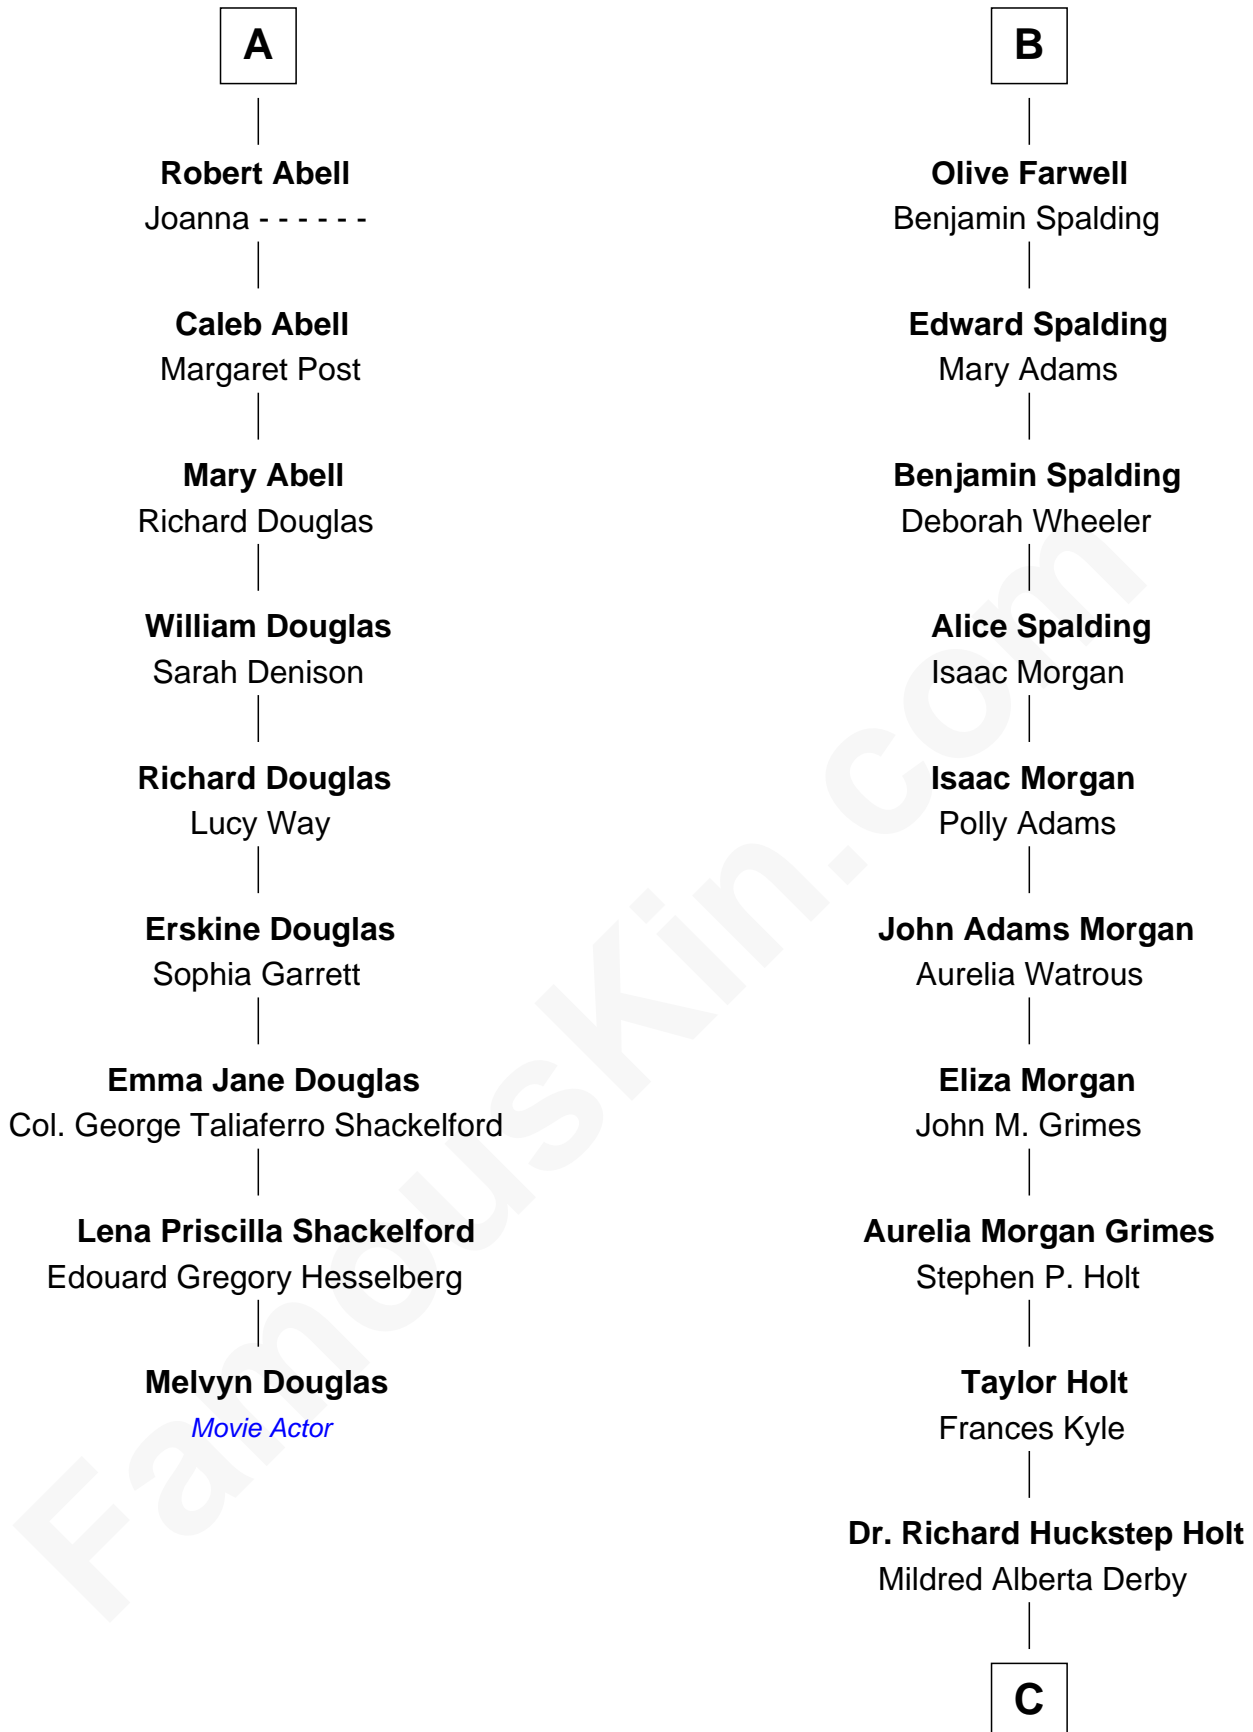 A
Robert Abell
Joanna - - - - - -
Caleb Abell
Margaret Post
Mary Abell
Richard Douglas
William Douglas
Sarah Denison
Richard Douglas
Lucy Way
Erskine Douglas
Sophia Garrett
Emma Jane Douglas
Col. George Taliaferro Shackelford
Lena Priscilla Shackelford
Edouard Gregory Hesselberg
Melvyn Douglas
Movie Actor
B
Olive Farwell
Benjamin Spalding
Edward Spalding
Mary Adams
Benjamin Spalding
Deborah Wheeler
Alice Spalding
Isaac Morgan
Isaac Morgan
Polly Adams
John Adams Morgan
Aurelia Watrous
Eliza Morgan
John M. Grimes
Aurelia Morgan Grimes
Stephen P. Holt
Taylor Holt
Frances Kyle
Dr. Richard Huckstep Holt
Mildred Alberta Derby
C
FamousKin.com